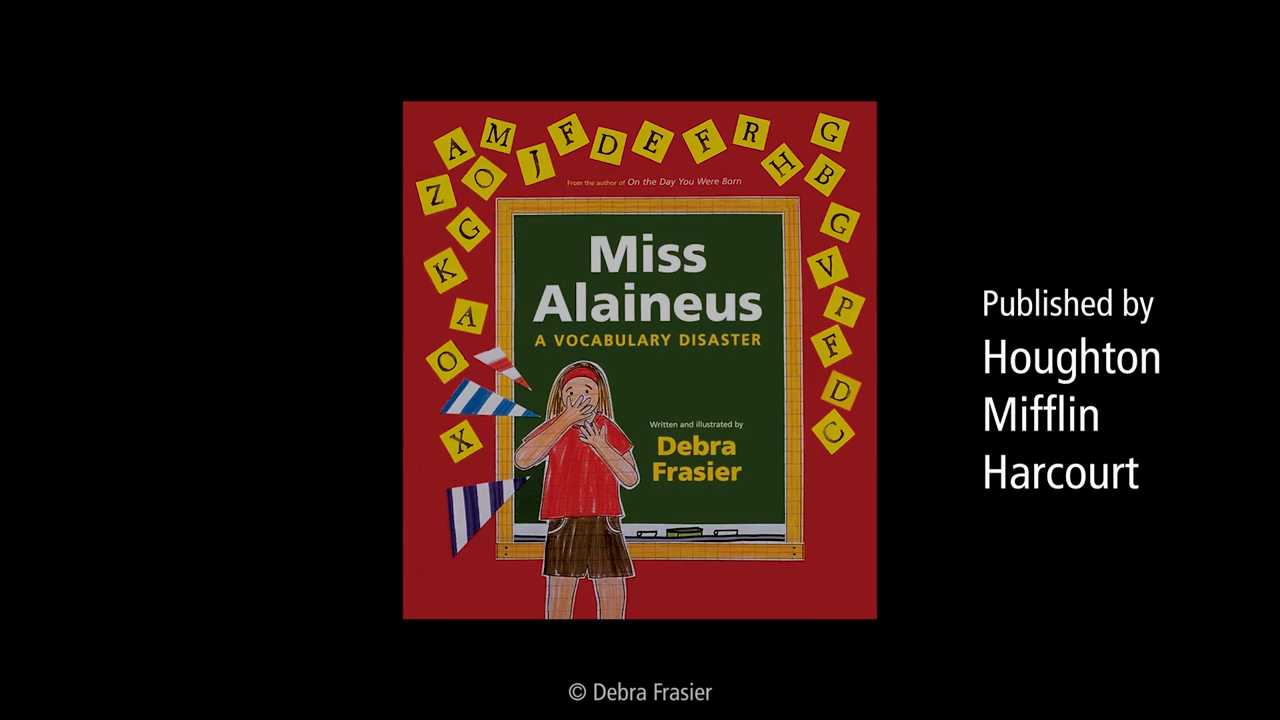 A
M
J
F
D
E
F
R
G
Z
O
H
B
From the author of On the Day You Were Born
G
G
K
V
A
P
O
F
X
D
C
Miss
Alaineus
A VOCABULARY DISASTER
Written and illustrated by
Debra
Frasier
Published by
Houghton
Mifflin
Harcourt
© Debra Frasier